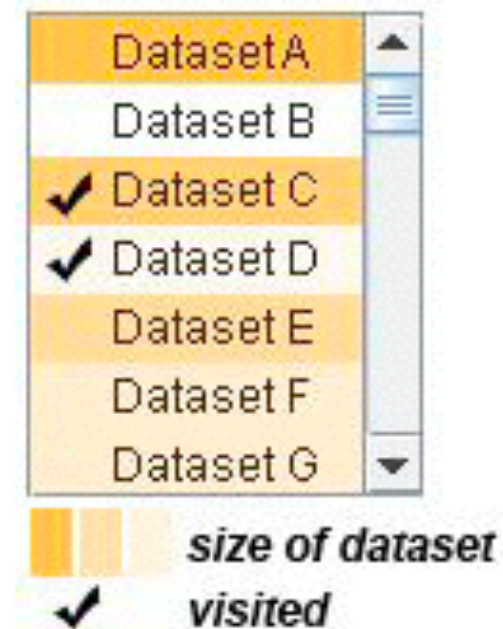 Dataset A
Dataset B
Dataset C
Dataset D
Dataset E
Dataset F
Dataset G
size of dataset
visited